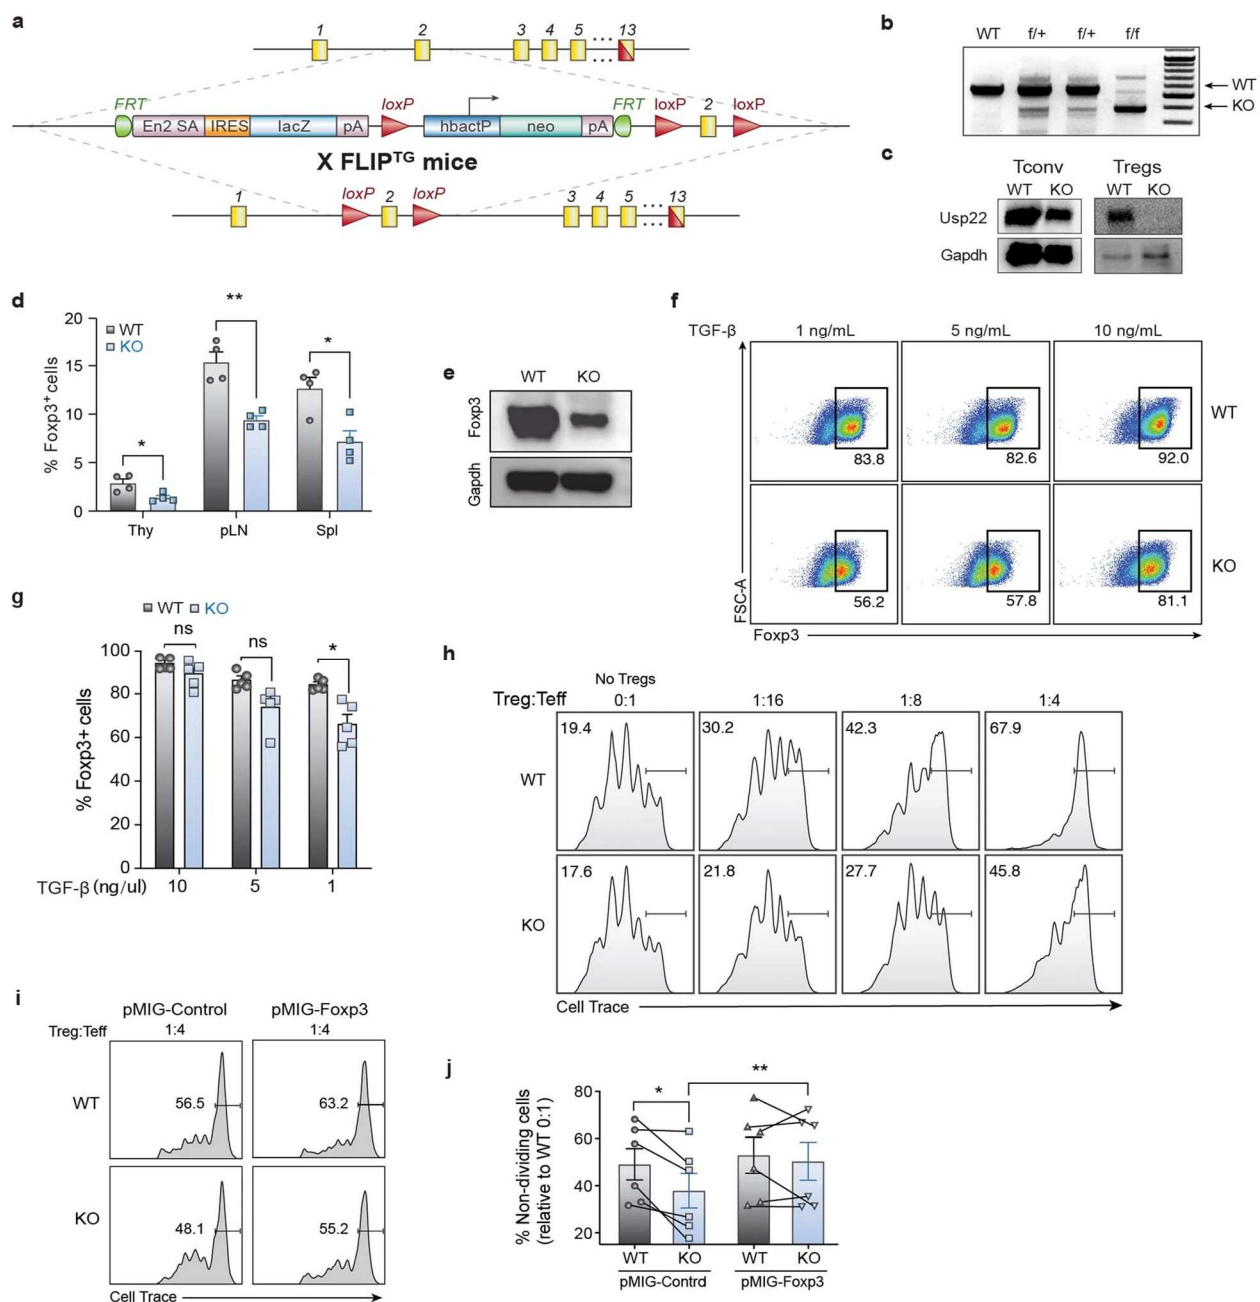 a
1 2 3 4 5 13
FRT loxP FRT loxP 2 loxP
En2 SA IRES lacZ pA hbactP neo pA
X FLIP^TG mice
1 loxP 2 loxP 3 4 5 13
b
WT f/+ f/+ f/f
WT
KO
c
Tconv Tregs
WT KO WT KO
Usp22
Gapdh
d
% Foxp3+ cells
20
15
10
5
0
WT
KO
*
**
*
Thy pLN Spl
e
WT KO
Foxp3
Gapdh
f
TGF-β 1 ng/mL 5 ng/mL 10 ng/mL
83.8 82.6 92.0
WT
56.2 57.8 81.1
KO
FSC-A
Foxp3
g
WT KO
ns ns *
% Foxp3+ cells
100
80
60
40
20
0
TGF-β (ng/ul) 10 5 1
h
No Tregs
Treg:Teff 0:1 1:16 1:8 1:4
19.4 30.2 42.3 67.9
WT
17.6 21.8 27.7 45.8
KO
Cell Trace
i
pMIG-Control pMIG-Foxp3
Treg:Teff 1:4 1:4
WT
56.5 63.2
KO
48.1 55.2
Cell Trace
j
% Non-dividing cells
(relative to WT 0:1)
80
60
40
20
* **
WT KO WT KO
pMIG-Contrd pMIG-Foxp3